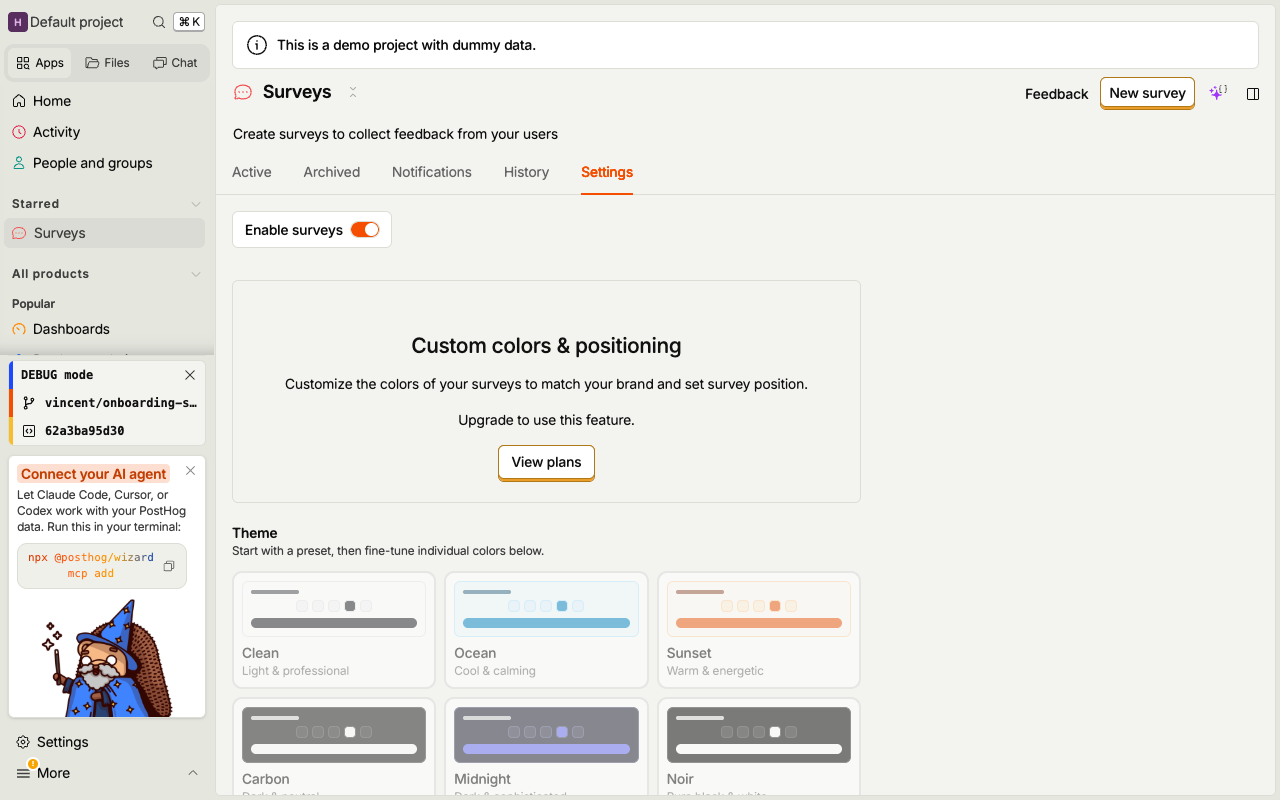 H Default project
⌘ K
Apps
Files
Chat
Home
Activity
People and groups
Starred
Surveys
All products
Popular
Dashboards
DEBUG mode
vincent/onboarding-s…
62a3ba95d30
Connect your AI agent
Let Claude Code, Cursor, or
Codex work with your PostHog
data. Run this in your terminal:
npx @posthog/wizard
mcp add
Settings
More
This is a demo project with dummy data.
Surveys
Feedback
New survey
Create surveys to collect feedback from your users
Active
Archived
Notifications
History
Settings
Enable surveys
Custom colors & positioning
Customize the colors of your surveys to match your brand and set survey position.
Upgrade to use this feature.
View plans
Theme
Start with a preset, then fine-tune individual colors below.
Clean
Light & professional
Ocean
Cool & calming
Sunset
Warm & energetic
Carbon
Midnight
Noir